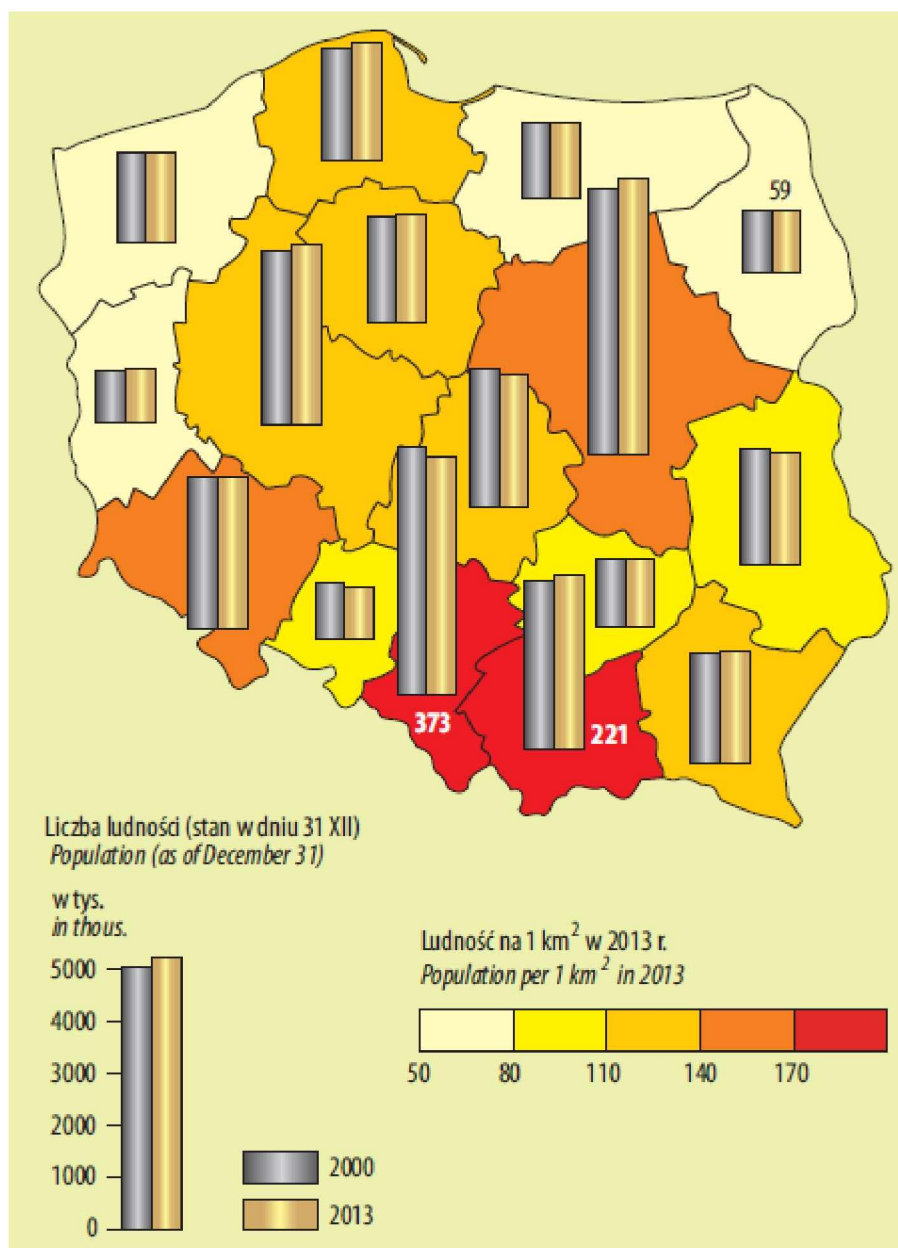 59
373
221
Liczba ludności (stan w dniu 31 XII)
Population (as of December 31)
w tys.
in thous.
5000
4000
3000
2000
1000
0
2000
2013
Ludność na 1 km² w 2013 r.
Population per 1 km² in 2013
50 80 110 140 170